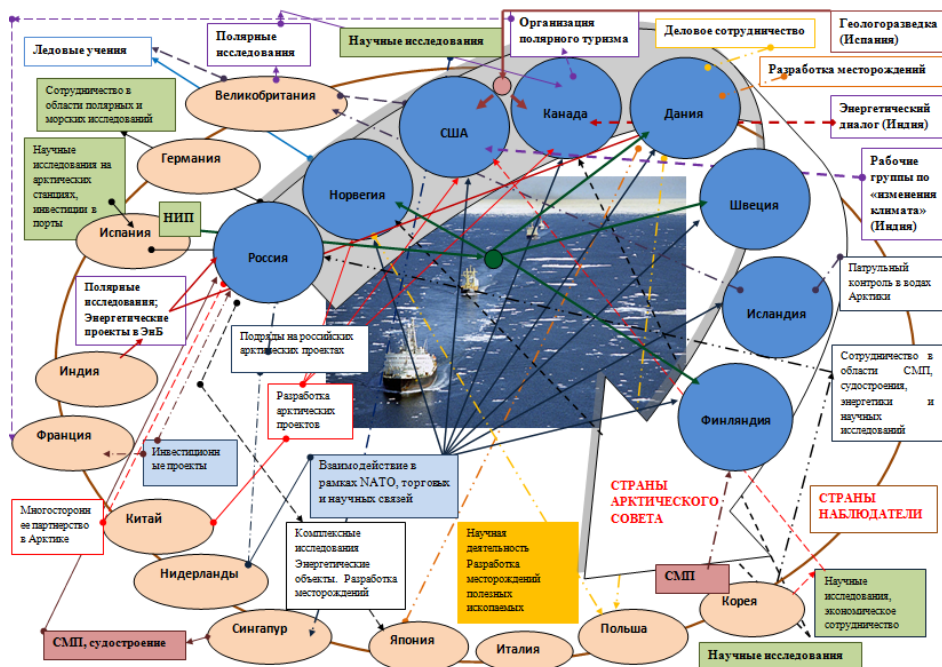 Ледовые учения
Полярные
исследования
Научные исследования
Организация
полярного туризма
Деловое сотрудничество
Геологоразведка
(Испания)
Разработка месторождений
Сотрудничество в
области полярных и
морских исследований
Великобритания
США
Канада
Дания
Энергетический
диалог (Индия)
Научные
исследования на
арктических
станциях,
инвестиции в
порты
Германия
Норвегия
Швеция
Рабочие
группы по
«изменения
климата»
(Индия)
НИП
Испания
Россия
Исландия
Патрульный
контроль в водах
Арктики
Полярные
исследования;
Энергетические
проекты в ЭиБ
Подряды на российских
арктических проектах
Индия
Разработка
арктических
проектов
Финляндия
Сотрудничество в
области СМП,
судостроения,
энергетики и
научных
исследований
Франция
Инвестицион
ные проекты
Взаимодействие в
рамках NATO, торговых
и научных связей
СТРАНЫ
АРКТИЧЕСКОГО
СОВЕТА
СТРАНЫ
НАБЛЮДАТЕЛИ
Многосторонн
ее партнерство
в Арктике
Китай
Нидерланды
Комплексные
исследования
Энергетические
объекты. Разработка
месторождений
Научная
деятельность
Разработка
месторождений
полезных
ископаемых
СМП
Корея
Научные
исследования,
экономическое
сотрудничество
СМП, судостроение
Сингапур
Япония
Италия
Польша
Научные исследования